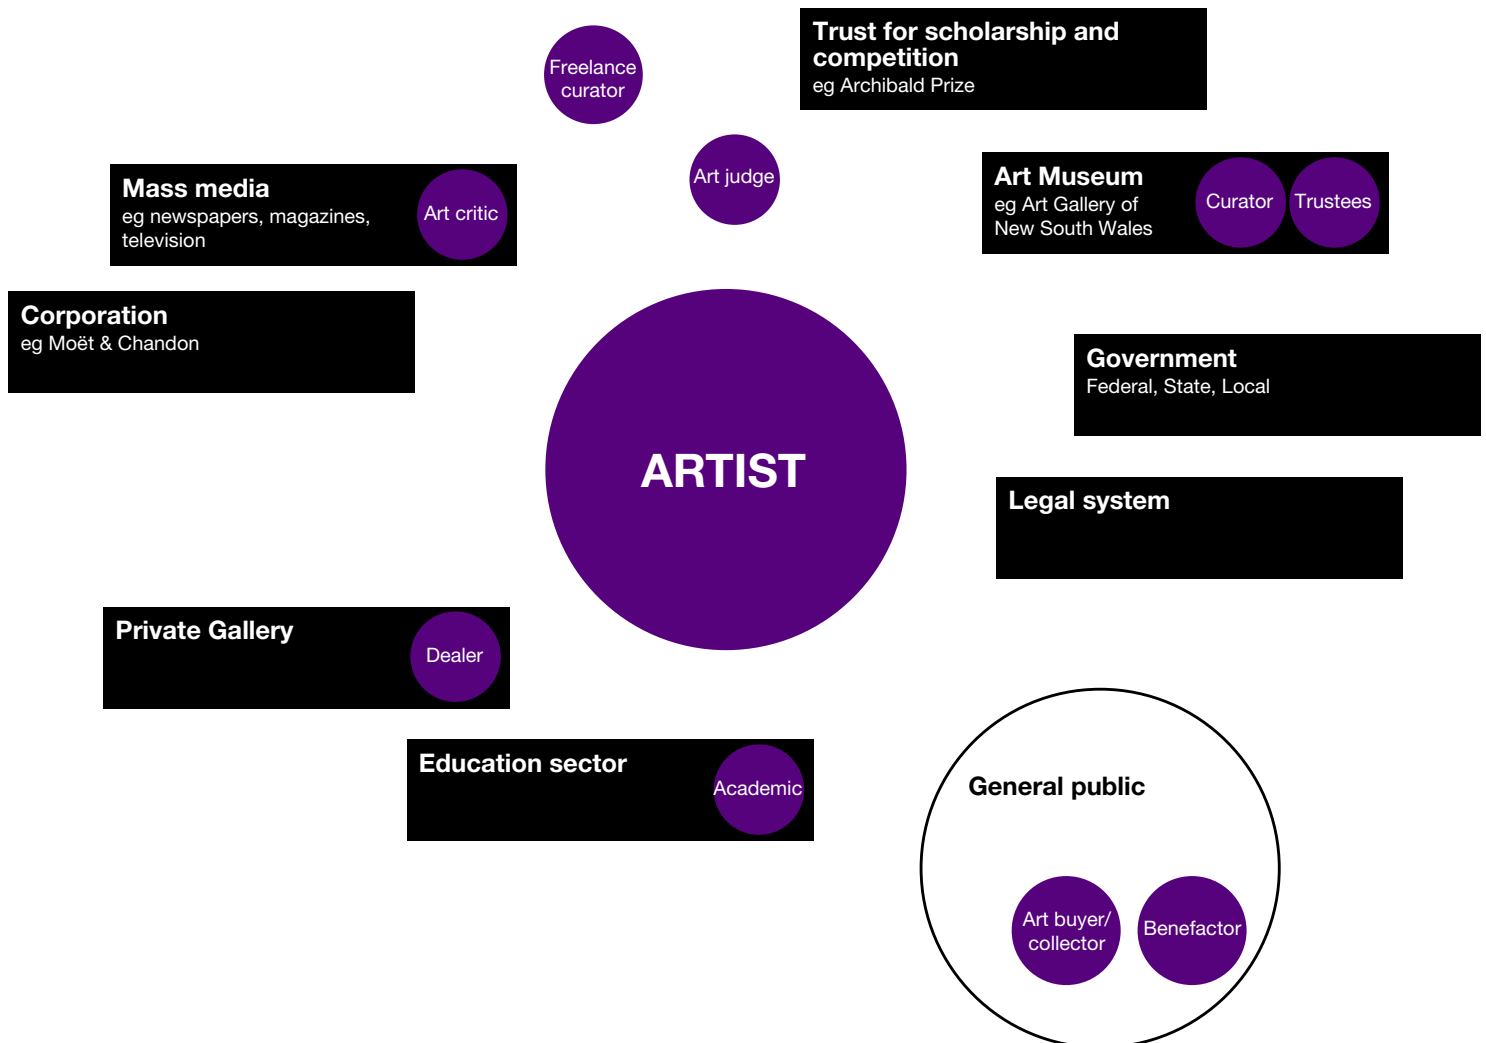 Trust for scholarship and
competition
eg Archibald Prize
Freelance
curator
Art judge
Mass media
eg newspapers, magazines,
television
Art critic
Art Museum
eg Art Gallery of
New South Wales
Curator
Trustees
Corporation
eg Moët & Chandon
Government
Federal, State, Local
ARTIST
Legal system
Private Gallery
Dealer
Education sector
Academic
General public
Art buyer/
collector
Benefactor